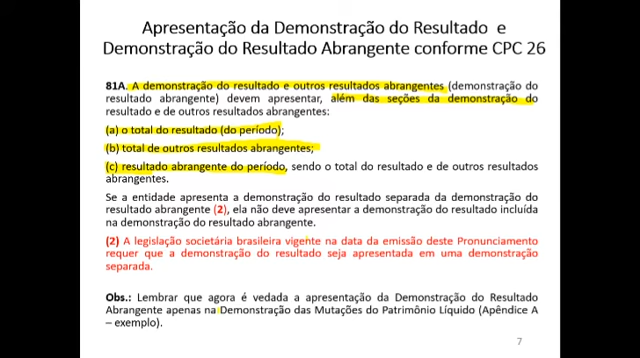 Apresentação da Demonstração do Resultado e
Demonstração do Resultado Abrangente conforme CPC 26
81A. A demonstração do resultado e outros resultados abrangentes (demonstração do
resultado abrangente) devem apresentar, além das seções da demonstração do
resultado e de outros resultados abrangentes:
(a) o total do resultado (do período);
(b) total de outros resultados abrangentes;
(c) resultado abrangente do período, sendo o total do resultado e de outros resultados
abrangentes.
Se a entidade apresenta a demonstração do resultado separada da demonstração do
resultado abrangente (2), ela não deve apresentar a demonstração do resultado incluída
na demonstração do resultado abrangente.
(2) A legislação societária brasileira vigente na data da emissão deste Pronunciamento
requer que a demonstração do resultado seja apresentada em uma demonstração
separada.
Obs.: Lembrar que agora é vedada a apresentação da Demonstração do Resultado
Abrangente apenas na Demonstração das Mutações do Patrimônio Líquido (Apêndice A
– exemplo).
7